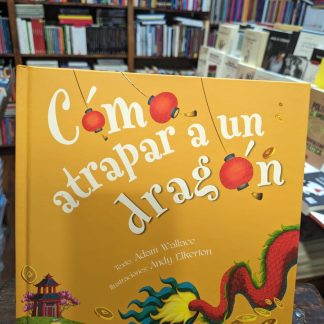 Cómo
atrapar a un
dragón
Texto: Adam Wallace
Ilustraciones: Andy Elkerton